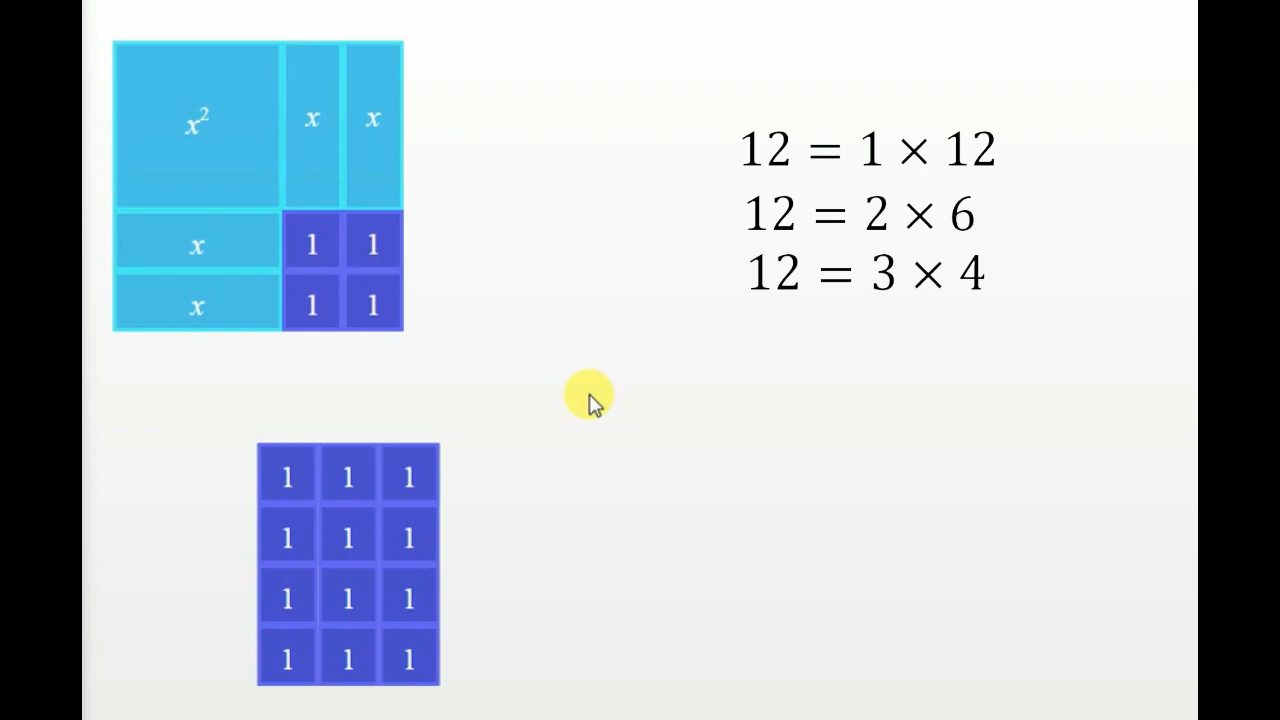 x² x x
x 1 1
x 1 1
12 = 1 × 12
12 = 2 × 6
12 = 3 × 4
1 1 1
1 1 1
1 1 1
1 1 1